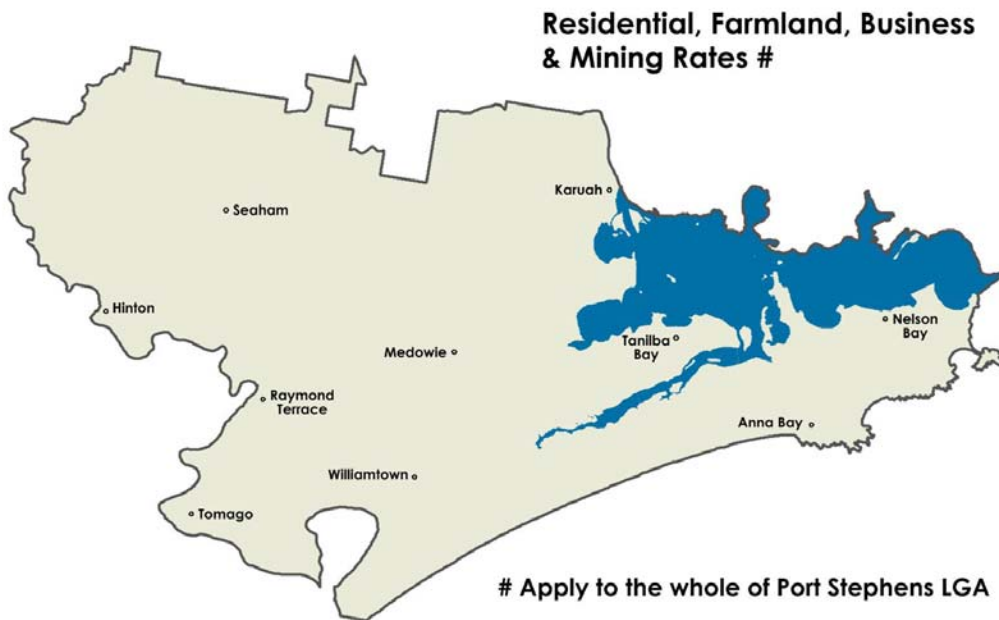 Residential, Farmland, Business
& Mining Rates #
Karuah
Seaham
Hinton
Nelson
Bay
Tanilba
Bay
Medowie
Raymond
Terrace
Anna Bay
Williamtown
Tomago
# Apply to the whole of Port Stephens LGA